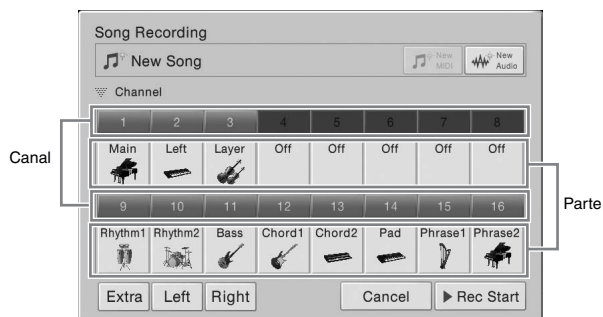 Song Recording
New Song
New MIDI
New Audio
Channel
1 2 3 4 5 6 7 8
Canal
Main Left Layer Off Off Off Off Off
Parte
9 10 11 12 13 14 15 16
Rhythm1 Rhythm2 Bass Chord1 Chord2 Pad Phrase1 Phrase2
Extra Left Right Cancel Rec Start